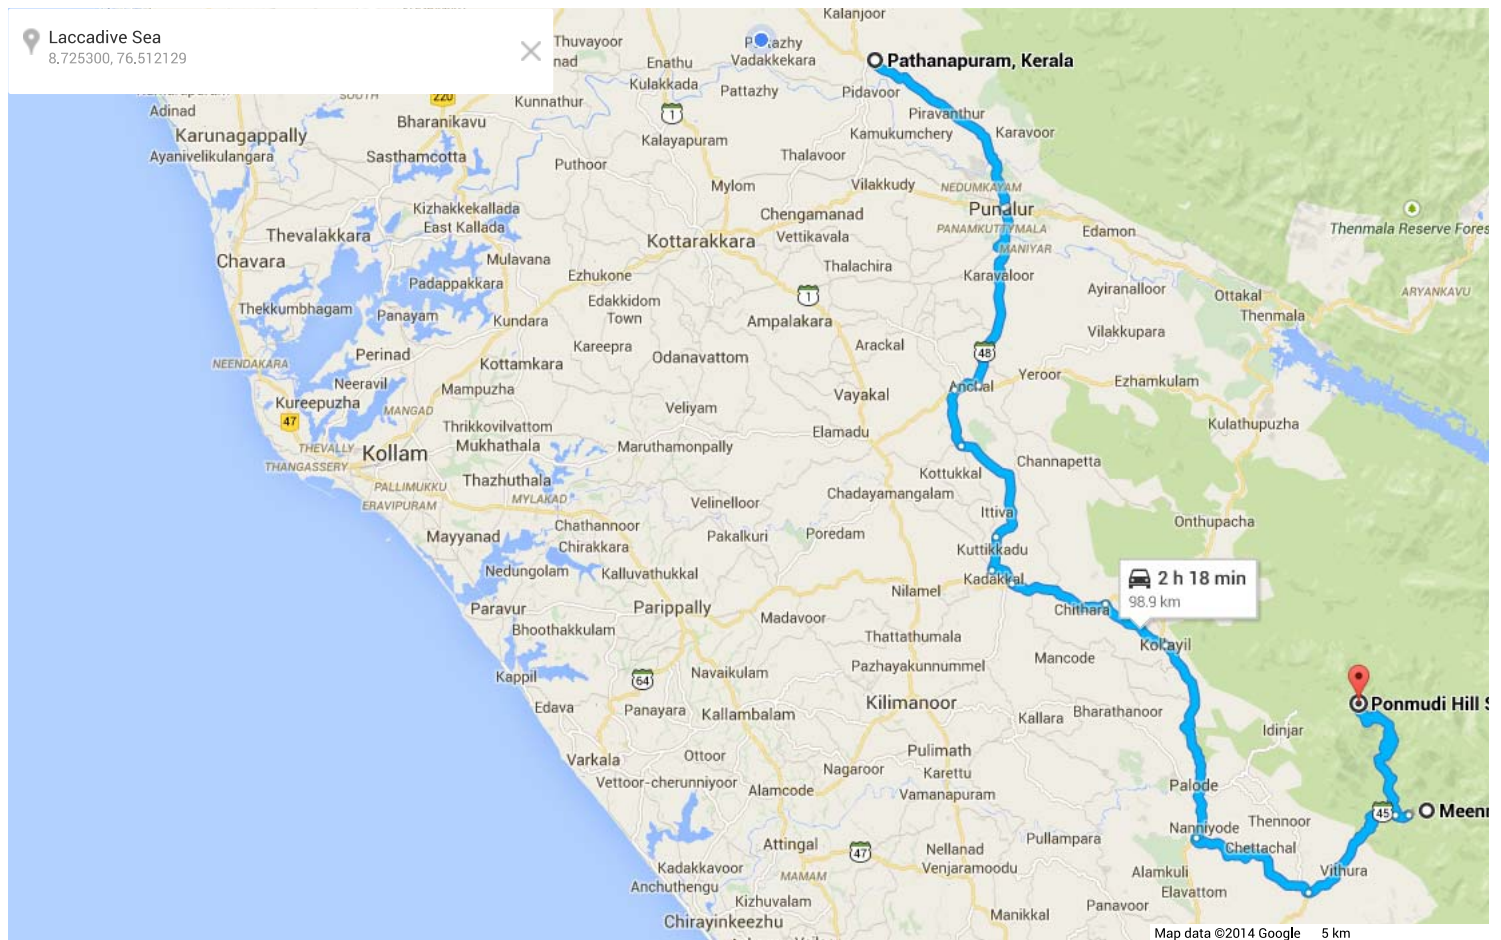 Laccadive Sea
8.725300, 76.512129
Kalanjoor
Thuvayoor
Enathu
Vadakkekara
Pathanapuram, Kerala
Kulakkada
Pattazhy
Pidavoor
SOUTH
220
Kunnathur
1
Piravanthur
Adinad
Bharanikavu
Kamukumchery
Karavoor
Karunagappally
Kalayapuram
Ayanivelikulangara
Sasthamcotta
Puthoor
Thalavoor
Mylom
Vilakkudy
NEDUMKAYAM
Kizhakkekallada
Chengamanad
Punalur
Thenmala Reserve Fores
East Kallada
Thevalakkara
Kottarakkara
Vettikavala
PANAMKUTTYMALA
Edamon
MANIYAR
Chavara
Mulavana
Thalachira
Karavaloor
Ezhukone
Padappakkara
Ayiranalloor
Ottakal
ARYANKAVU
Thekkumbhagam
Panayam
Edakkidom
Town
1
Thenmala
Kundara
Ampalakara
Vilakkupara
Perinad
Kareepra
Odanavattom
Arackal
48
NEENDAKARA
Kottamkara
Neeravil
Mampuzha
Anchal
Yeroor
Ezhamkulam
Kureepuzha
MANGAD
Veliyam
Vayakal
47
Thrikkovilvattom
Elamadu
Kulathupuzha
THEVALLY
Kollam
Mukhathala
Maruthamonpally
THANGASSERY
Channapetta
Thazhuthala
Kottukkal
PALLIMUKKU
MYLAKAD
Velinelloor
Chadayamangalam
ERAVIPURAM
Ittiva
Chathannoor
Onthupacha
Mayyanad
Chirakkara
Pakalkuri
Poredam
Kuttikkadu
Nedungolam
Kalluvathukkal
Kadakkal
2 h 18 min
98.9 km
Nilamel
Paravur
Parippally
Madavoor
Chithara
Bhoothakkulam
Thattathumala
Kollayil
Kappil
64
Navaikulam
Pazhayakunnummel
Mancode
Edava
Panayara
Kallambalam
Kilimanoor
Kallara
Bharathanoor
Ponmudi Hill S
Idinjar
Varkala
Ottoor
Pulimath
Vettoor-cherunniyoor
Nagaroor
Karettu
Palode
Alamcode
Vamanapuram
45
Meenr
Nanniyode
Thennoor
Attingal
47
Pullampara
Chettachal
Kadakkavoor
MAMAM
Nellanad
Venjaramoodu
Alamkuli
Vithura
Anchuthengu
Kizhuvalam
Elavattom
Panavoor
Chirayinkeezhu
Manikkal
Map data ©2014 Google
5 km